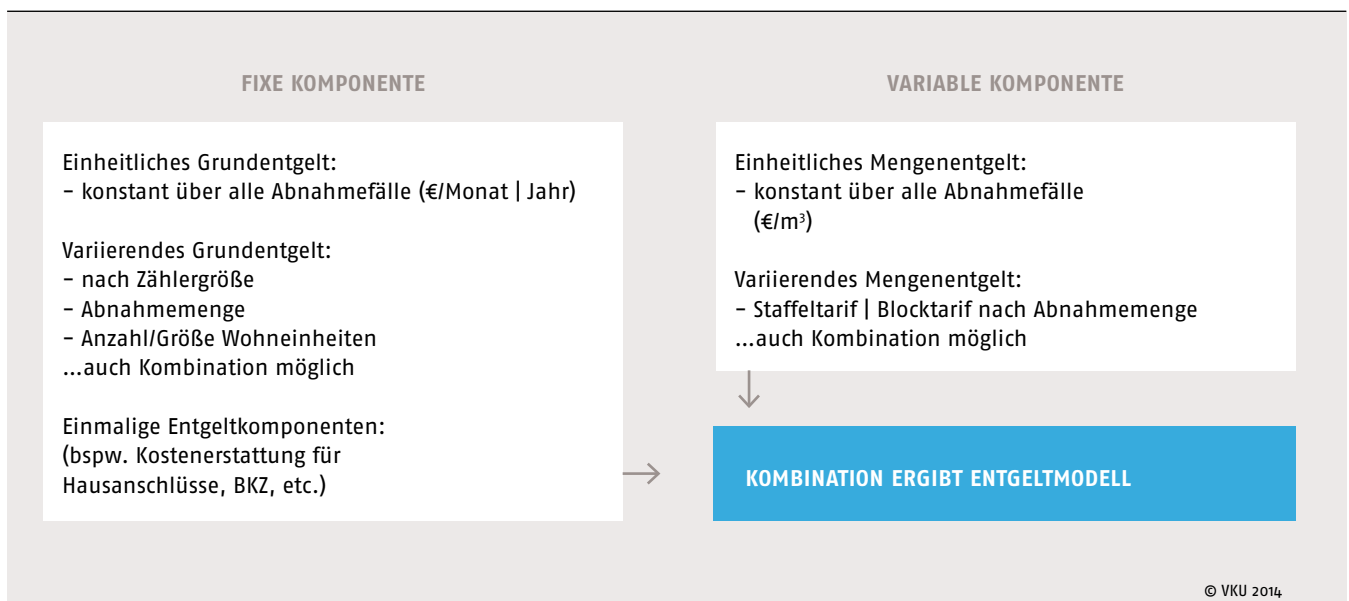 FIXE KOMPONENTE
Einheitliches Grundentgelt:
– konstant über alle Abnahmefälle (€/Monat | Jahr)
Variierendes Grundentgelt:
– nach Zählergröße
– Abnahmemenge
– Anzahl/Größe Wohneinheiten
...auch Kombination möglich
Einmalige Entgeltkomponenten:
(bspw. Kostenerstattung für
Hausanschlüsse, BKZ, etc.)
VARIABLE KOMPONENTE
Einheitliches Mengenentgelt:
– konstant über alle Abnahmefälle
(€/m³)
Variierendes Mengenentgelt:
– Staffeltarif | Blocktarif nach Abnahmemenge
...auch Kombination möglich
KOMBINATION ERGIBT ENTGELTMODELL
© VKU 2014